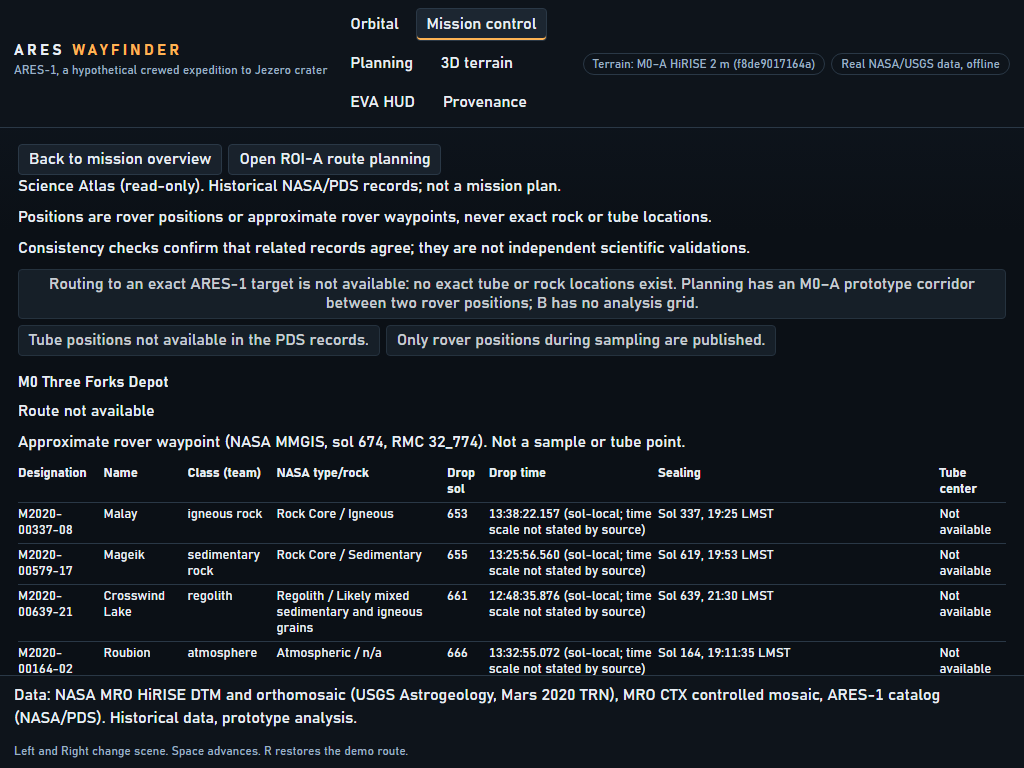 ARES WAYFINDER
ARES-1, a hypothetical crewed expedition to Jezero crater
Orbital
Mission control
Planning
3D terrain
EVA HUD
Provenance
Terrain: M0-A HiRISE 2 m (f8de9017164a)
Real NASA/USGS data, offline
Back to mission overview
Open ROI-A route planning
Science Atlas (read-only). Historical NASA/PDS records; not a mission plan.
Positions are rover positions or approximate rover waypoints, never exact rock or tube locations.
Consistency checks confirm that related records agree; they are not independent scientific validations.
Routing to an exact ARES-1 target is not available: no exact tube or rock locations exist. Planning has an M0-A prototype corridor
between two rover positions; B has no analysis grid.
Tube positions not available in the PDS records.
Only rover positions during sampling are published.
M0 Three Forks Depot
Route not available
Approximate rover waypoint (NASA MMGIS, sol 674, RMC 32_774). Not a sample or tube point.
Designation Name Class (team) NASA type/rock Drop sol Drop time Sealing Tube center
M2020-00337-08 Malay igneous rock Rock Core / Igneous 653 13:38:22.157 (sol-local; time scale not stated by source) Sol 337, 19:25 LMST Not available
M2020-00579-17 Mageik sedimentary rock Rock Core / Sedimentary 655 13:25:56.560 (sol-local; time scale not stated by source) Sol 619, 19:53 LMST Not available
M2020-00639-21 Crosswind Lake regolith Regolith / Likely mixed sedimentary and igneous grains 661 12:48:35.876 (sol-local; time scale not stated by source) Sol 639, 21:30 LMST Not available
M2020-00164-02 Roubion atmosphere Atmospheric / n/a 666 13:32:55.072 (sol-local; time scale not stated by source) Sol 164, 19:11:35 LMST Not available
Data: NASA MRO HiRISE DTM and orthomosaic (USGS Astrogeology, Mars 2020 TRN), MRO CTX controlled mosaic, ARES-1 catalog
(NASA/PDS). Historical data, prototype analysis.
Left and Right change scene. Space advances. R restores the demo route.